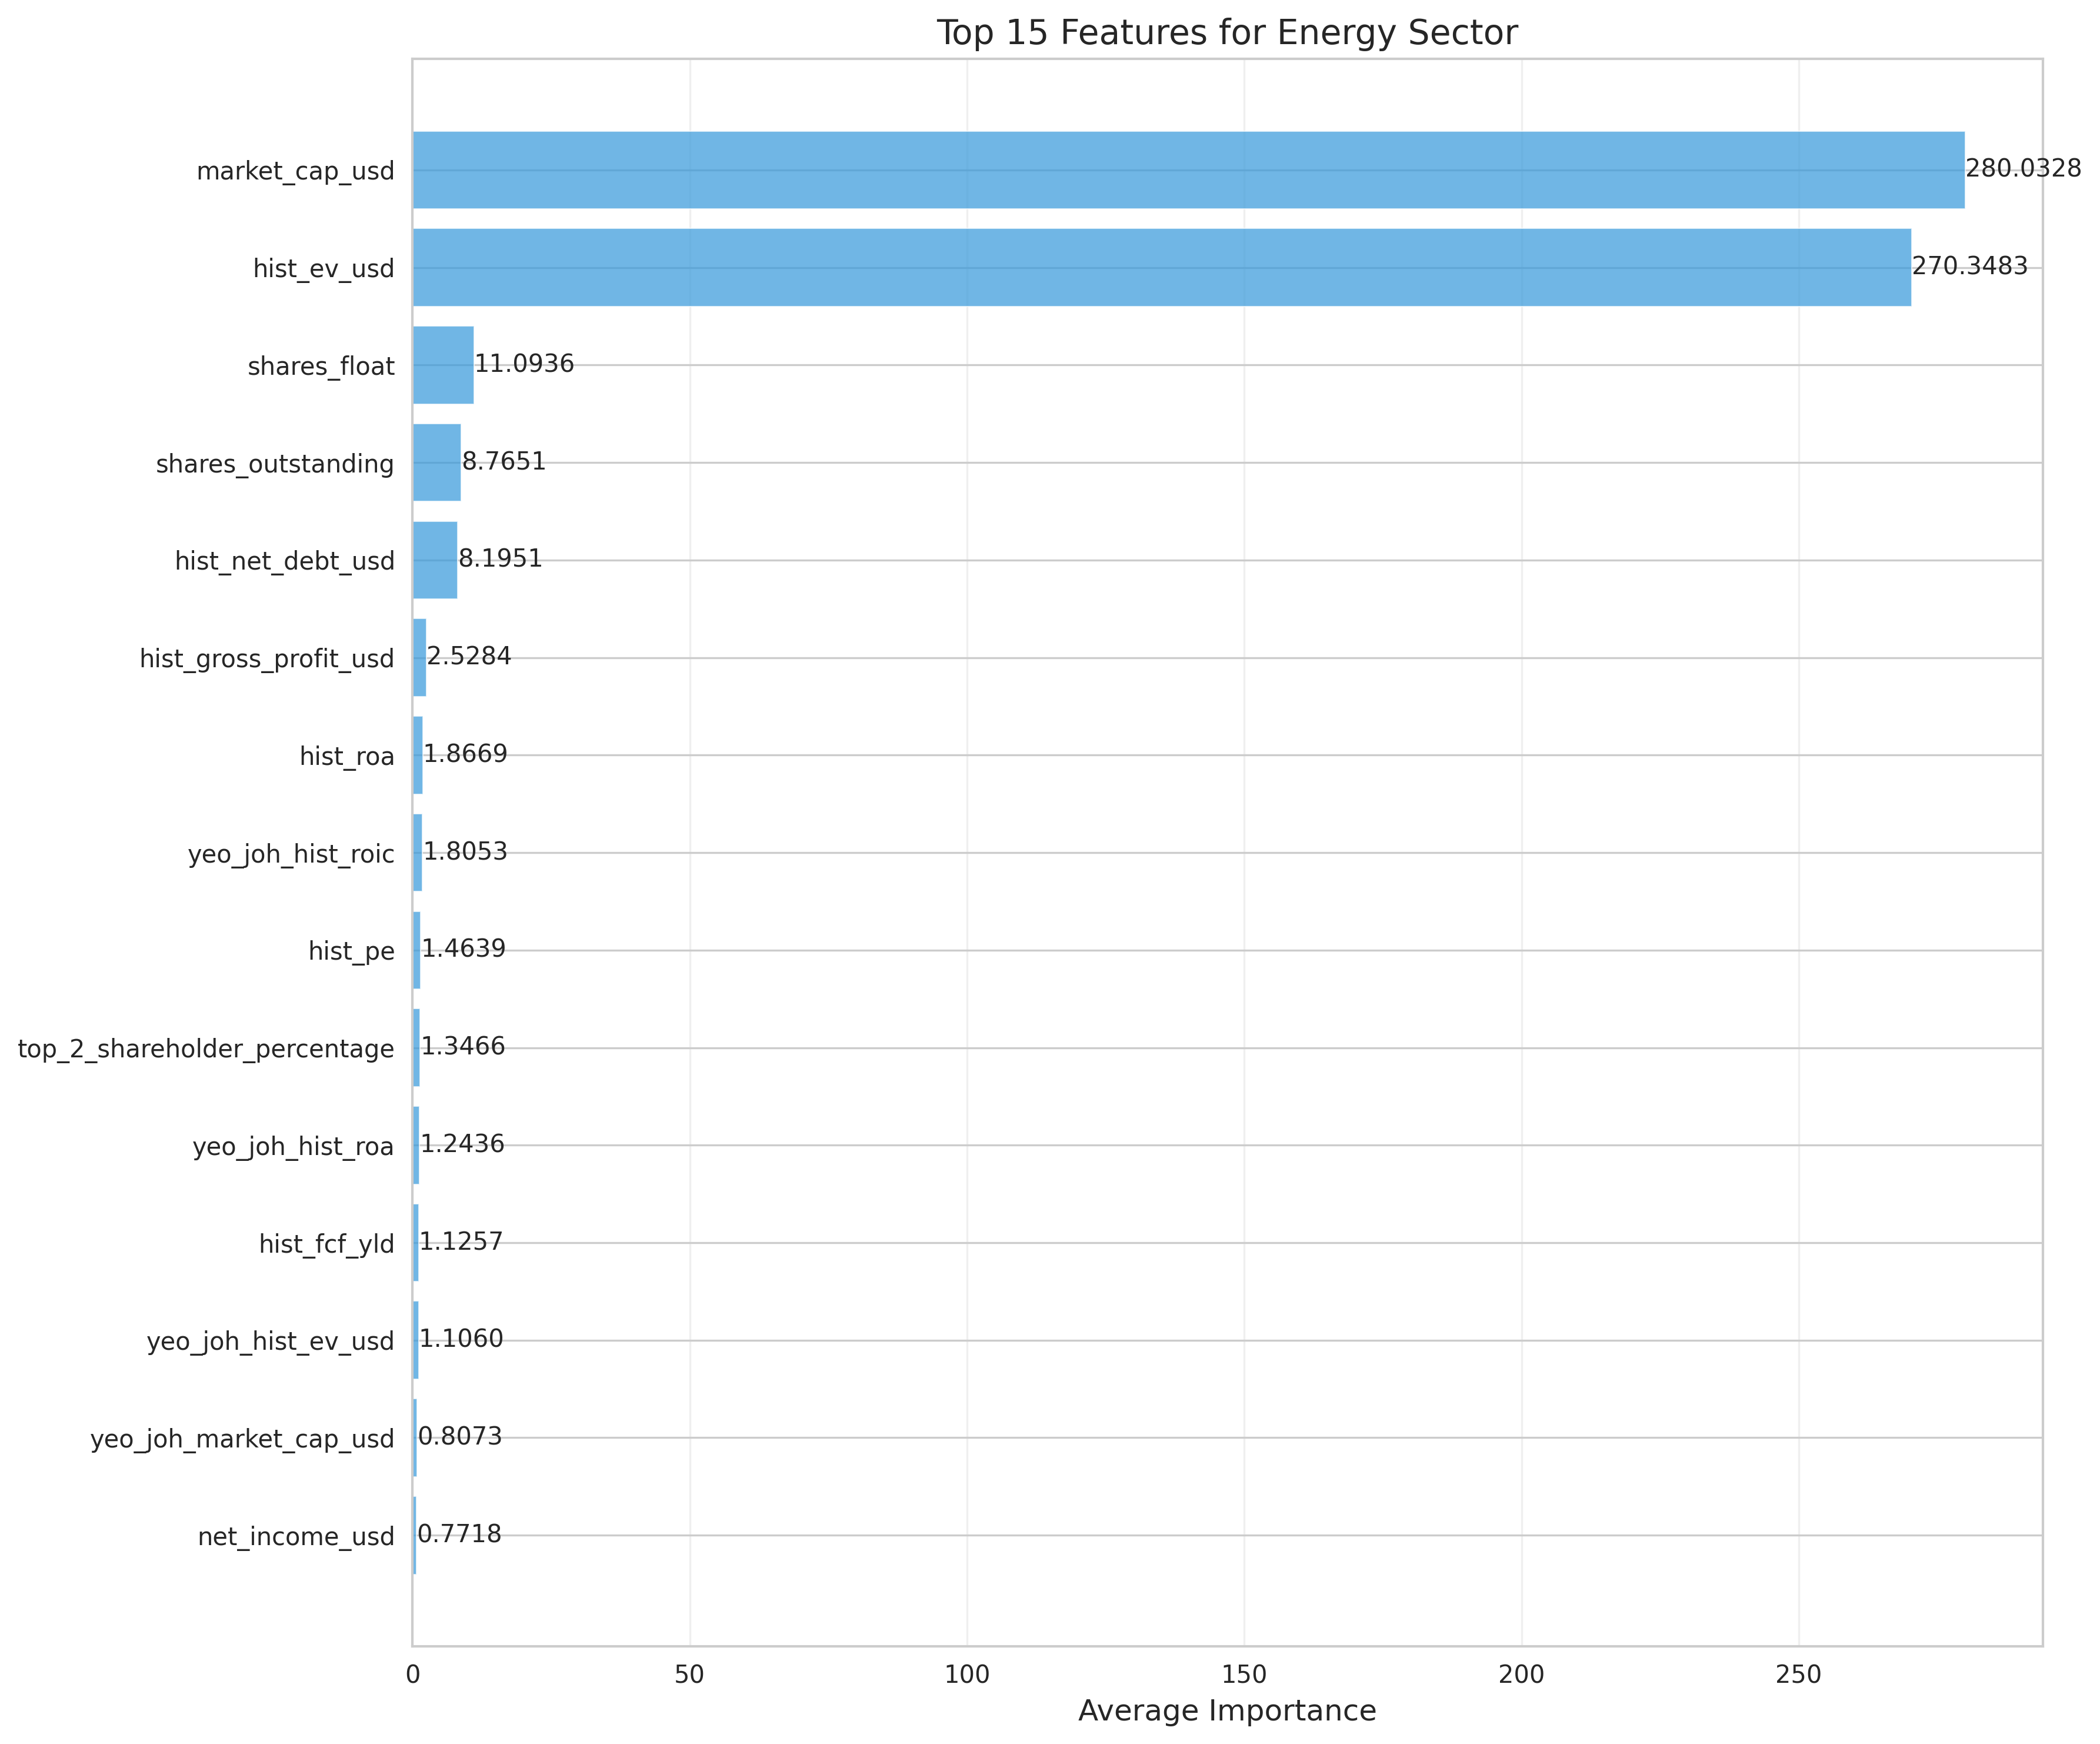 Top 15 Features for Energy Sector
market_cap_usd 280.0328
hist_ev_usd 270.3483
shares_float 11.0936
shares_outstanding 8.7651
hist_net_debt_usd 8.1951
hist_gross_profit_usd 2.5284
hist_roa 1.8669
yeo_joh_hist_roic 1.8053
hist_pe 1.4639
top_2_shareholder_percentage 1.3466
yeo_joh_hist_roa 1.2436
hist_fcf_yld 1.1257
yeo_joh_hist_ev_usd 1.1060
yeo_joh_market_cap_usd 0.8073
net_income_usd 0.7718
0 50 100 150 200 250
Average Importance